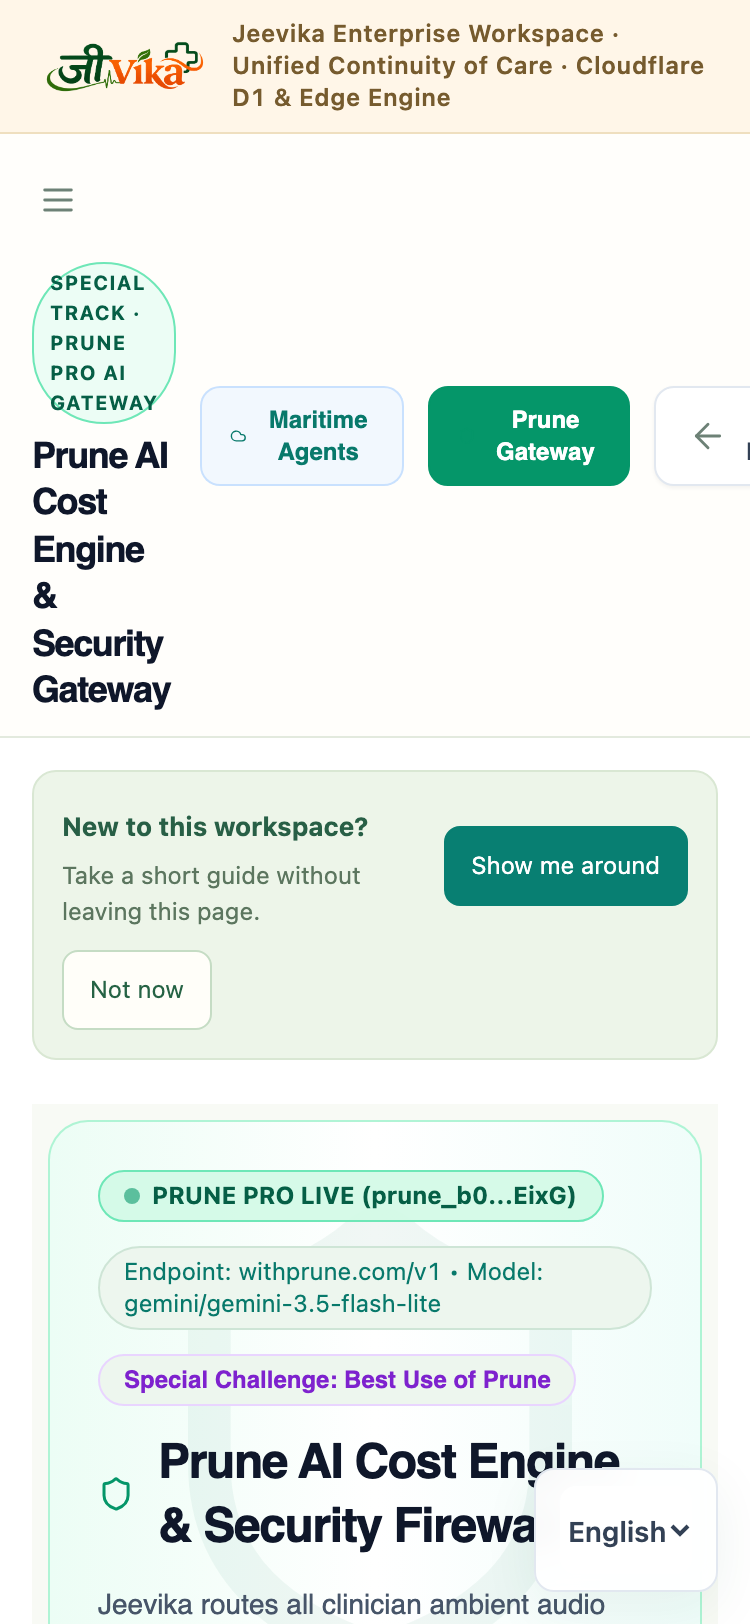 जीvika
Jeevika Enterprise Workspace ·
Unified Continuity of Care · Cloudflare
D1 & Edge Engine
SPECIAL
TRACK ·
PRUNE
PRO AI
GATEWAY
Prune AI
Cost
Engine
&
Security
Gateway
Maritime
Agents
Prune
Gateway
New to this workspace?
Take a short guide without
leaving this page.
Show me around
Not now
PRUNE PRO LIVE (prune_b0...EixG)
Endpoint: withprune.com/v1 • Model:
gemini/gemini-3.5-flash-lite
Special Challenge: Best Use of Prune
Prune AI Cost Engine
& Security
English
Jeevika routes all clinician ambient audio